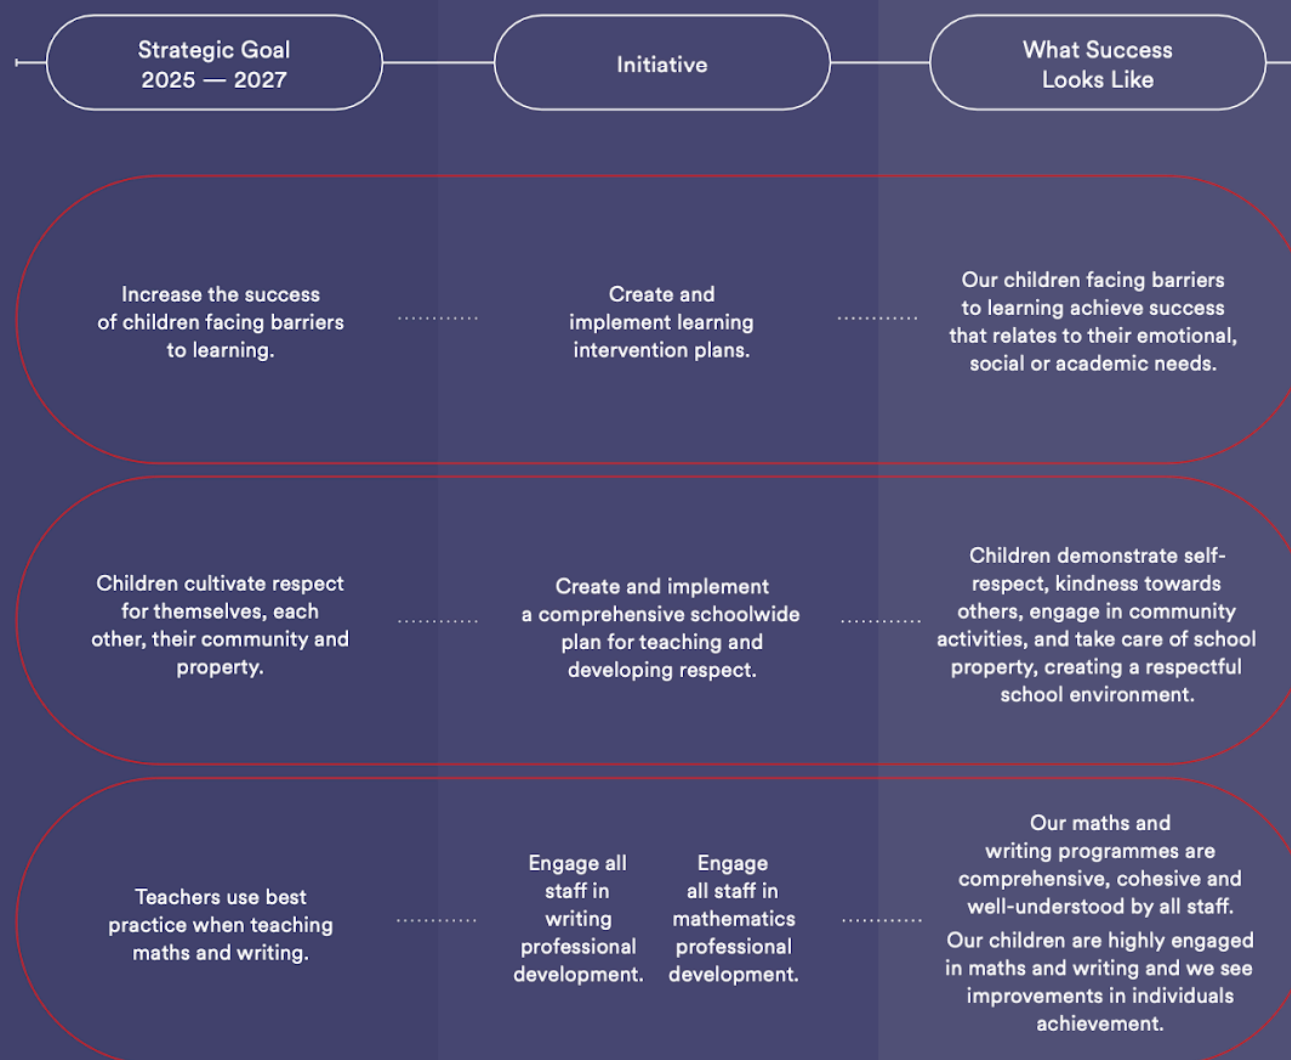 Strategic Goal
2025 — 2027
Initiative
What Success
Looks Like
Increase the success
of children facing barriers
to learning.
Create and
implement learning
intervention plans.
Our children facing barriers
to learning achieve success
that relates to their emotional,
social or academic needs.
Children cultivate respect
for themselves, each
other, their community and
property.
Create and implement
a comprehensive schoolwide
plan for teaching and
developing respect.
Children demonstrate self-
respect, kindness towards
others, engage in community
activities, and take care of school
property, creating a respectful
school environment.
Teachers use best
practice when teaching
maths and writing.
Engage all
staff in
writing
professional
development.
Engage
all staff in
mathematics
professional
development.
Our maths and
writing programmes are
comprehensive, cohesive and
well-understood by all staff.
Our children are highly engaged
in maths and writing and we see
improvements in individuals
achievement.